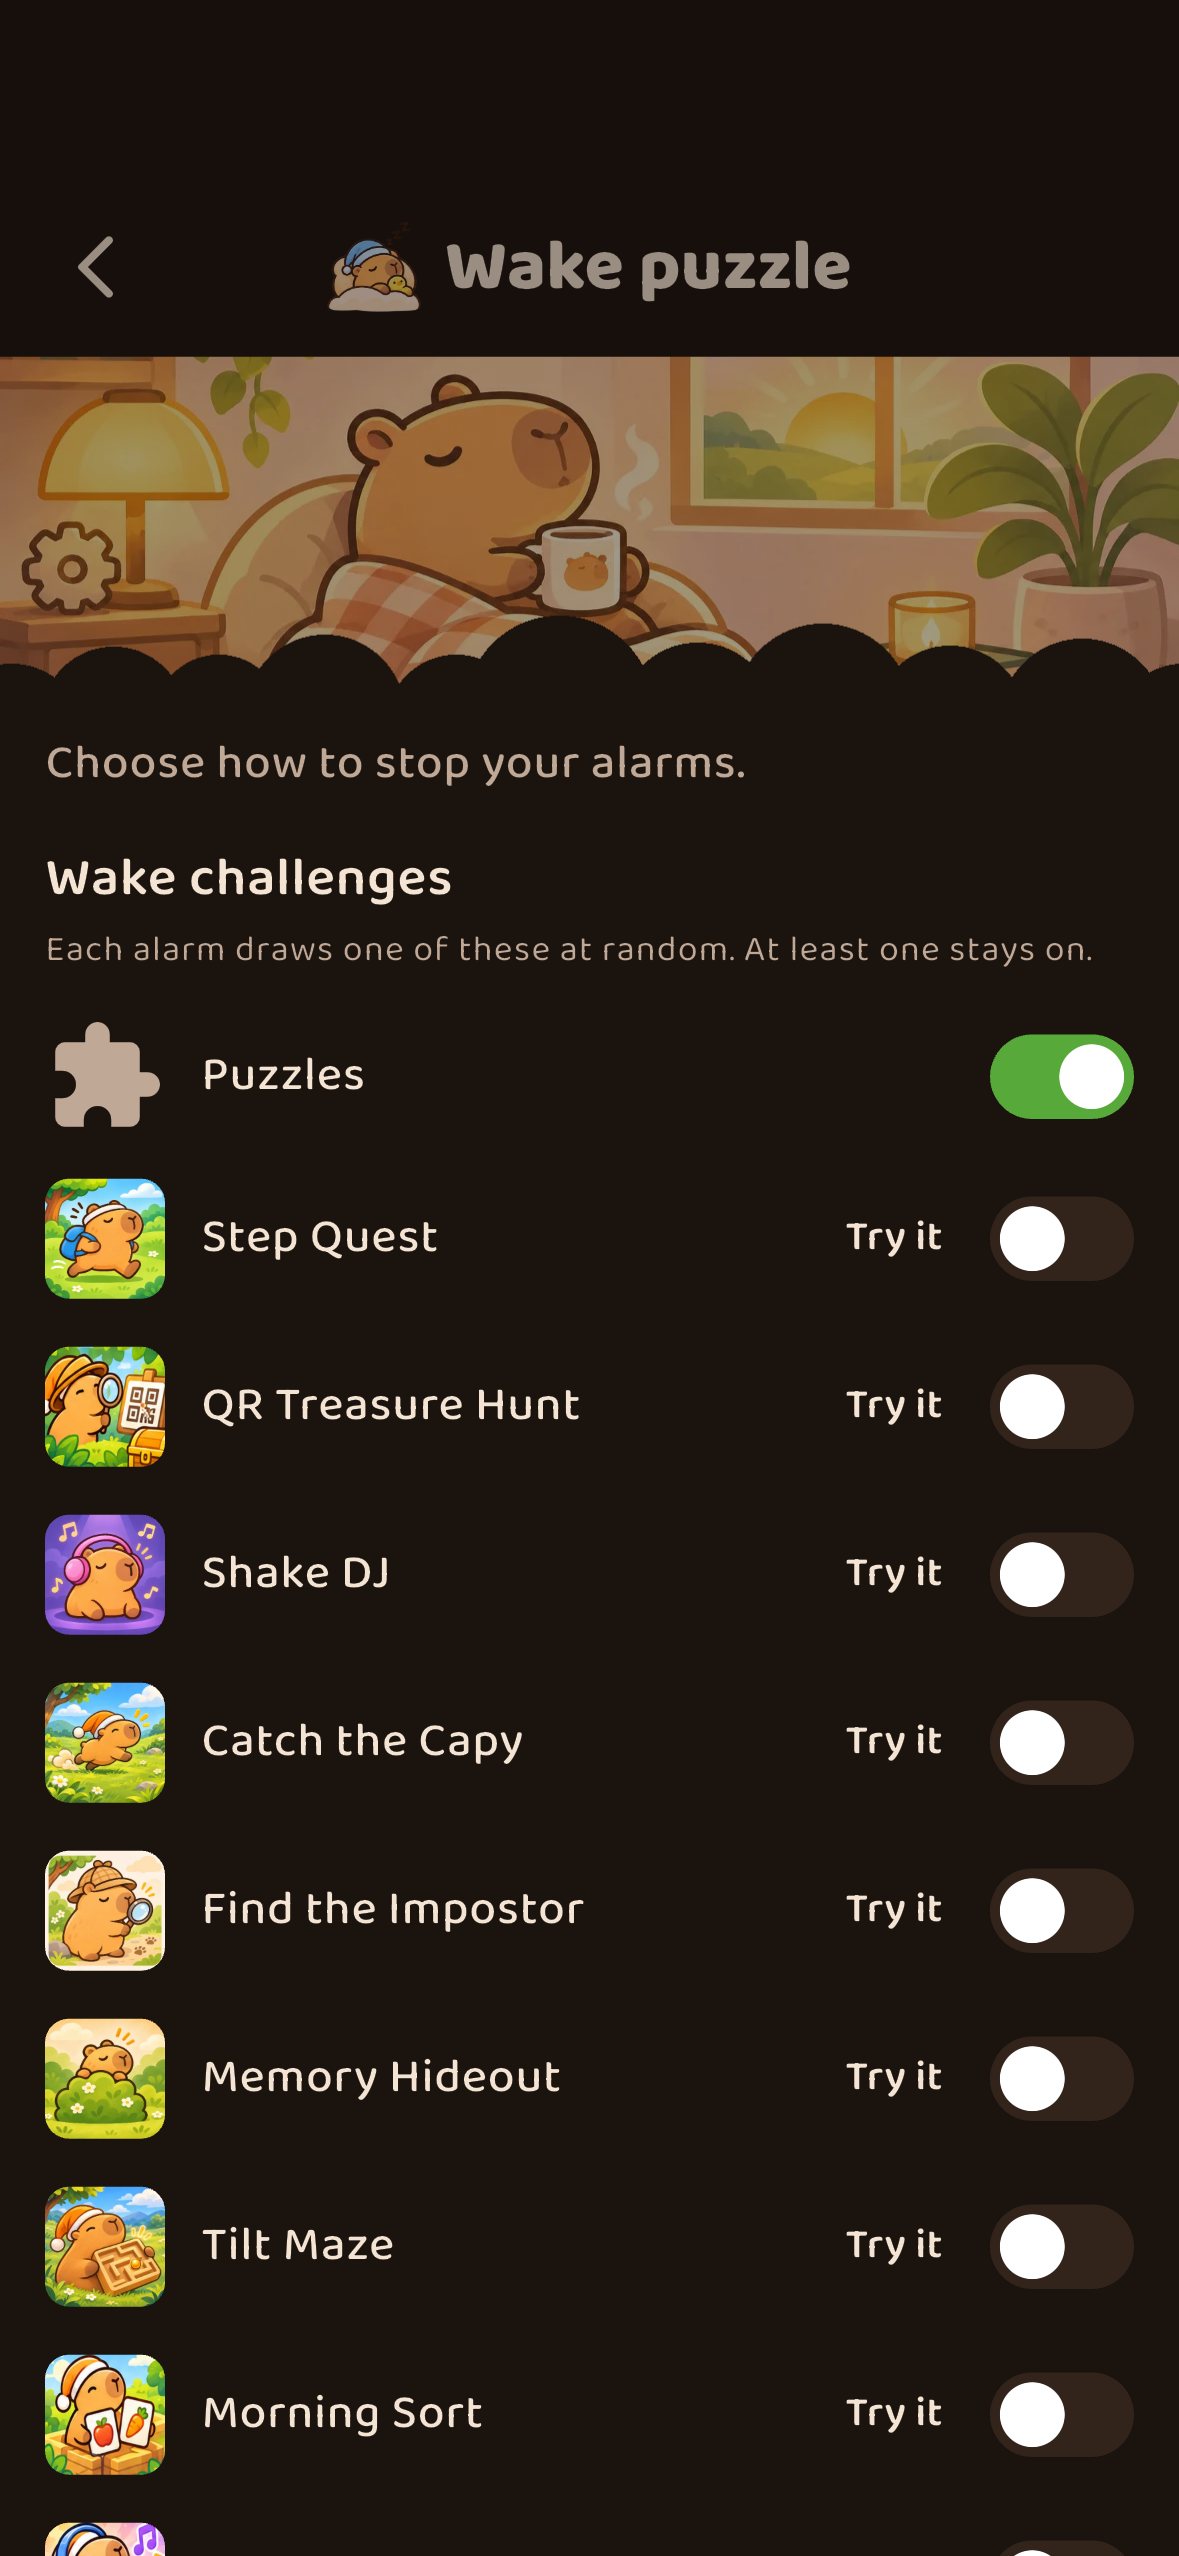 Wake puzzle
Choose how to stop your alarms.
Wake challenges
Each alarm draws one of these at random. At least one stays on.
Puzzles
Step Quest Try it
QR Treasure Hunt Try it
Shake DJ Try it
Catch the Capy Try it
Find the Impostor Try it
Memory Hideout Try it
Tilt Maze Try it
Morning Sort Try it